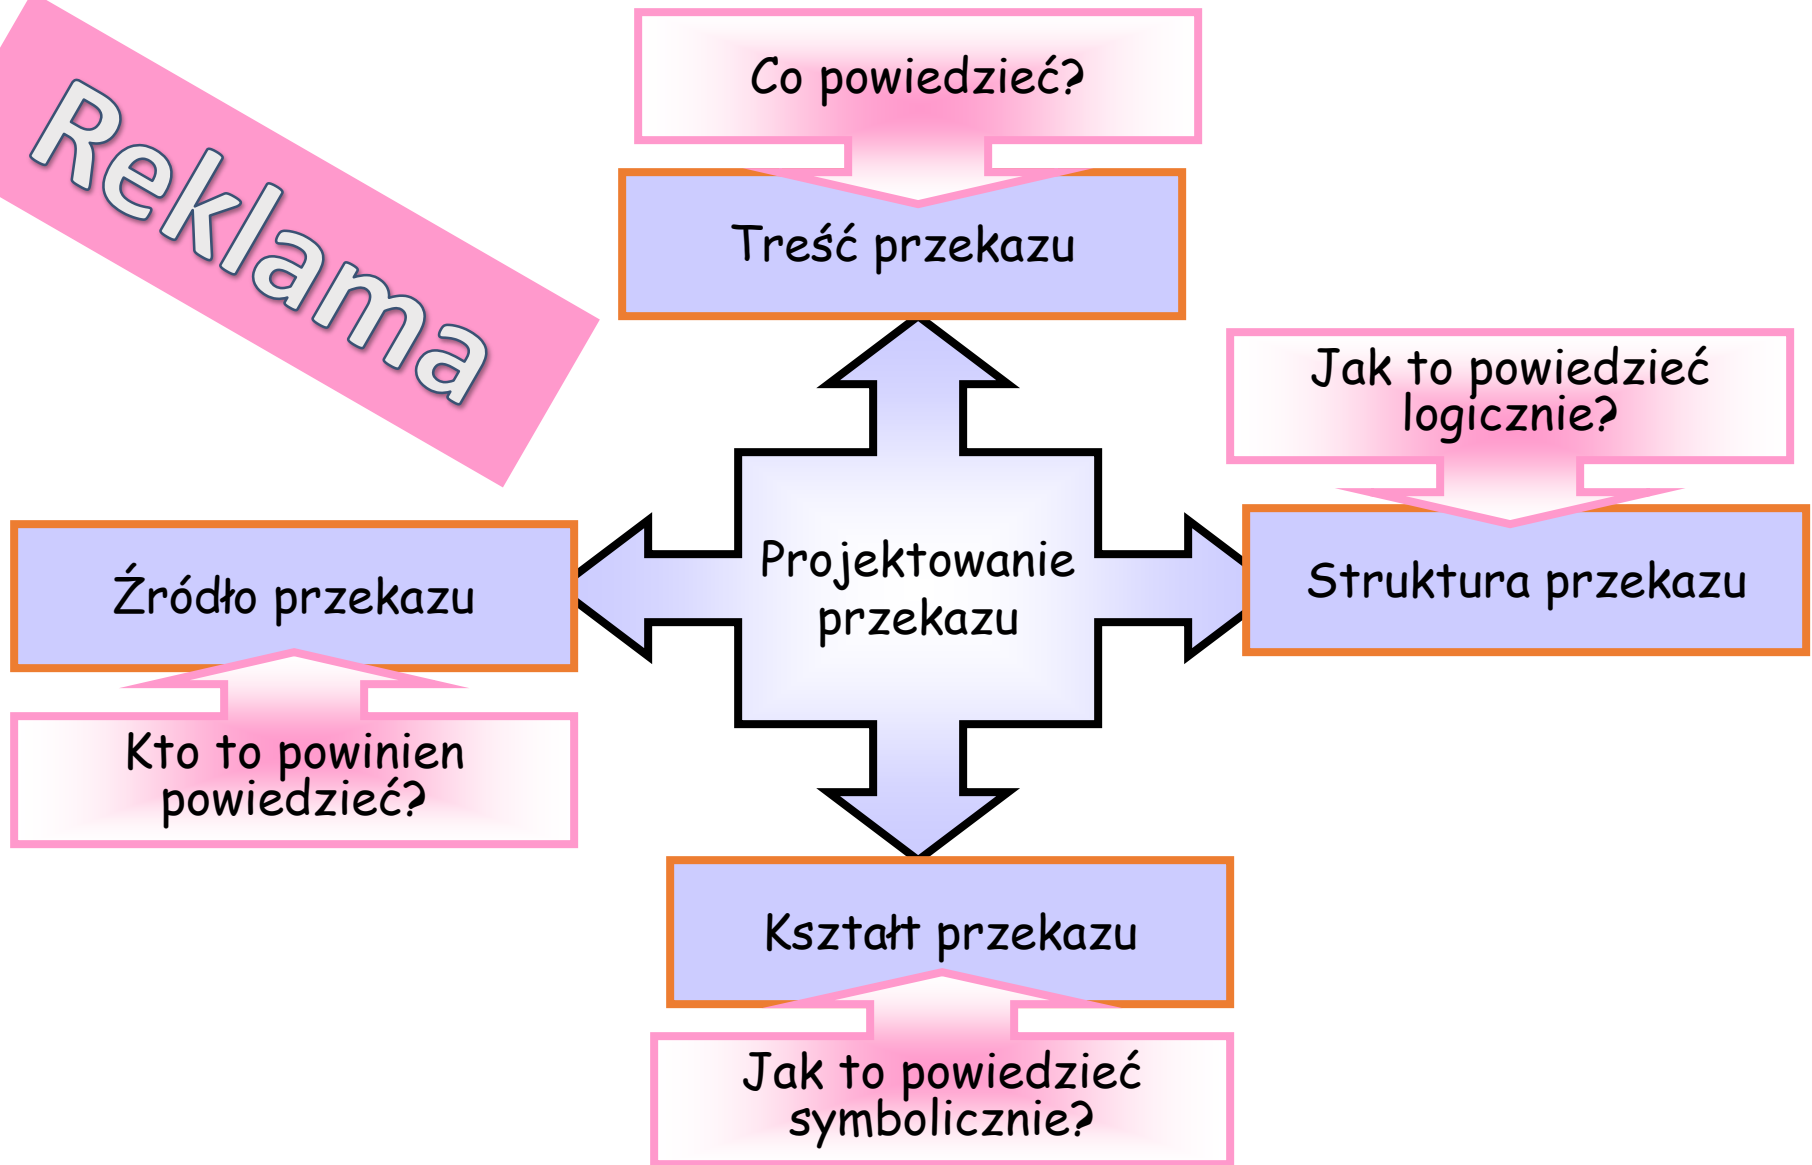 Reklama
Co powiedzieć?
Treść przekazu
Jak to powiedzieć
logicznie?
Struktura przekazu
Projektowanie
przekazu
Źródło przekazu
Kto to powinien
powiedzieć?
Kształt przekazu
Jak to powiedzieć
symbolicznie?